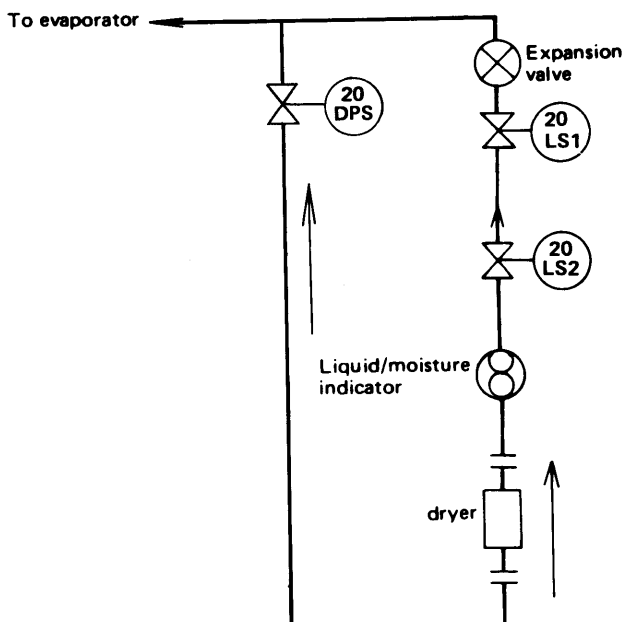 To evaporator
Expansion
valve
20
DPS
20
LS1
20
LS2
Liquid/moisture
indicator
dryer